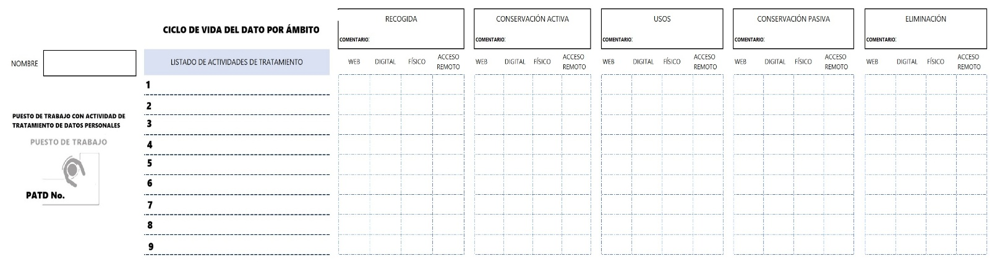 CICLO DE VIDA DEL DATO POR ÁMBITO
NOMBRE
LISTADO DE ACTIVIDADES DE TRATAMIENTO
1
2
3
4
5
6
7
8
9
PUESTO DE TRABAJO CON ACTIVIDAD DE
TRATAMIENTO DE DATOS PERSONALES
PUESTO DE TRABAJO
PATD No.
RECOGIDA
COMENTARIO:
WEB DIGITAL FÍSICO ACCESO
REMOTO
CONSERVACIÓN ACTIVA
COMENTARIO:
WEB DIGITAL FÍSICO ACCESO
REMOTO
USOS
COMENTARIO:
WEB DIGITAL FÍSICO ACCESO
REMOTO
CONSERVACIÓN PASIVA
COMENTARIO:
WEB DIGITAL FÍSICO ACCESO
REMOTO
ELIMINACIÓN
COMENTARIO:
WEB DIGITAL FÍSICO ACCESO
REMOTO